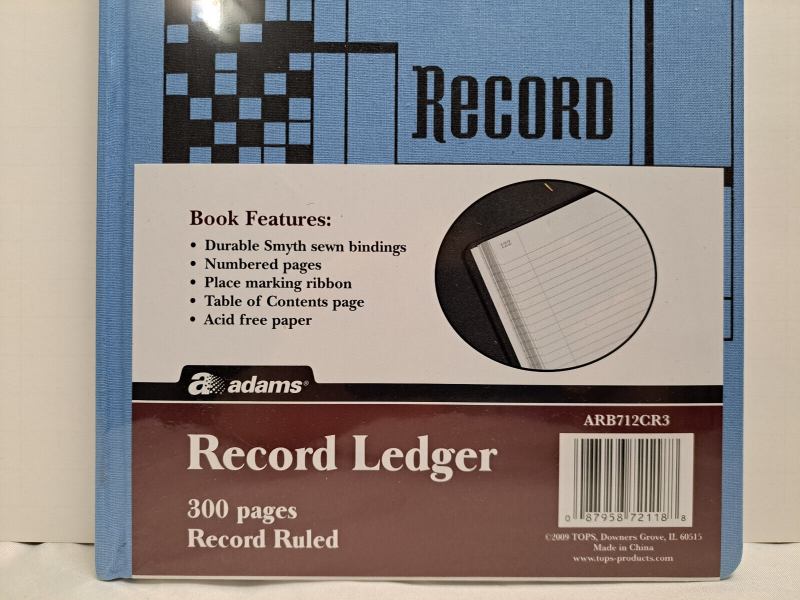 Record
Book Features:
• Durable Smyth sewn bindings
• Numbered pages
• Place marking ribbon
• Table of Contents page
• Acid free paper
a adams®
ARB712CR3
Record Ledger
300 pages
Record Ruled
0 87958 72118 8
©2009 TOPS, Downers Grove, IL 60515
Made in China
www.tops-products.com